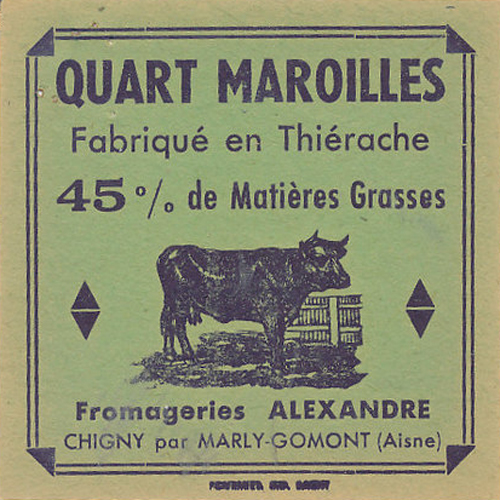 QUART MAROILLES
Fabriqué en Thiérache
45 % de Matières Grasses
Fromageries ALEXANDRE
CHIGNY par MARLY-GOMONT (Aisne)